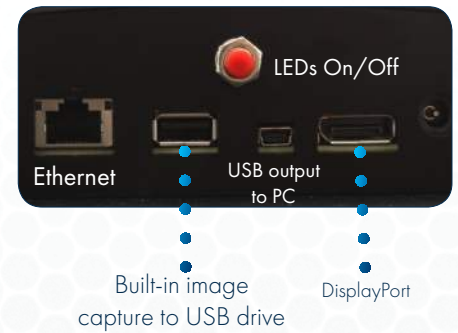 LEDs On/Off
Ethernet
USB output
to PC
Built-in image
capture to USB drive
DisplayPort